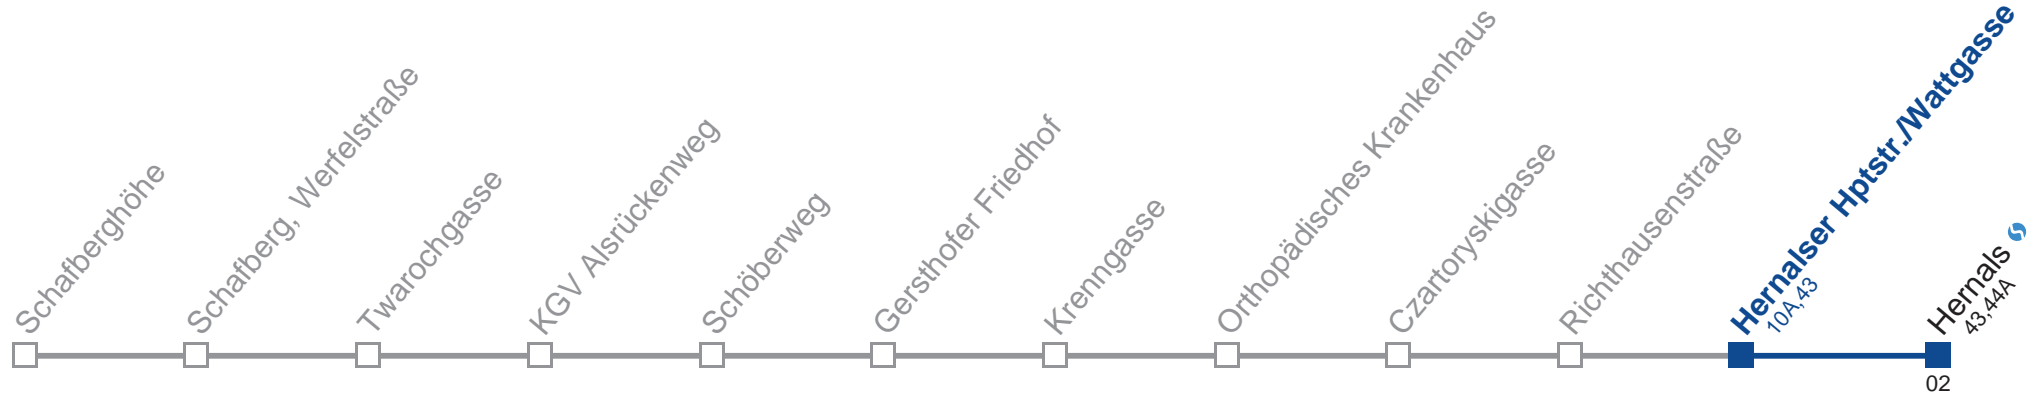 Schafberghöhe
Schafberg, Werfelstraße
Twarochgasse
KGV Alsrückenweg
Schöberweg
Gersthofer Friedhof
Krenngasse
Orthopädisches Krankenhaus
Czartoryskigasse
Richthausenstraße
Hernalser Hptstr./Wattgasse
10A, 43
Hernals
43,44A
02